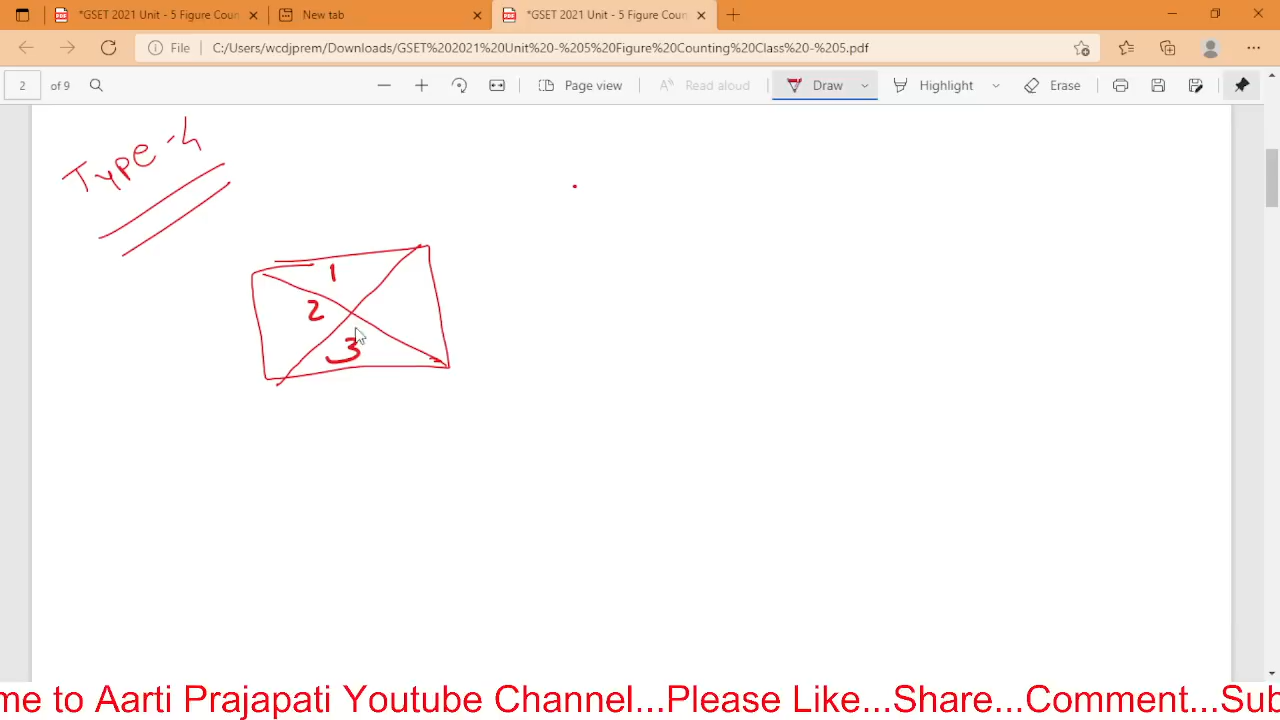 *GSET 2021 Unit - 5 Figure Coun
New tab
*GSET 2021 Unit - 5 Figure Coun
File
C:/Users/wcdjprem/Downloads/GSET%202021%20Unit%20-%205%20Figure%20Counting%20Class%20-%205.pdf
2 of 9
Page view
Read aloud
Draw
Highlight
Erase
Type-4
1
2
3
me to Aarti Prajapati Youtube Channel...Please Like...Share...Comment...Sub